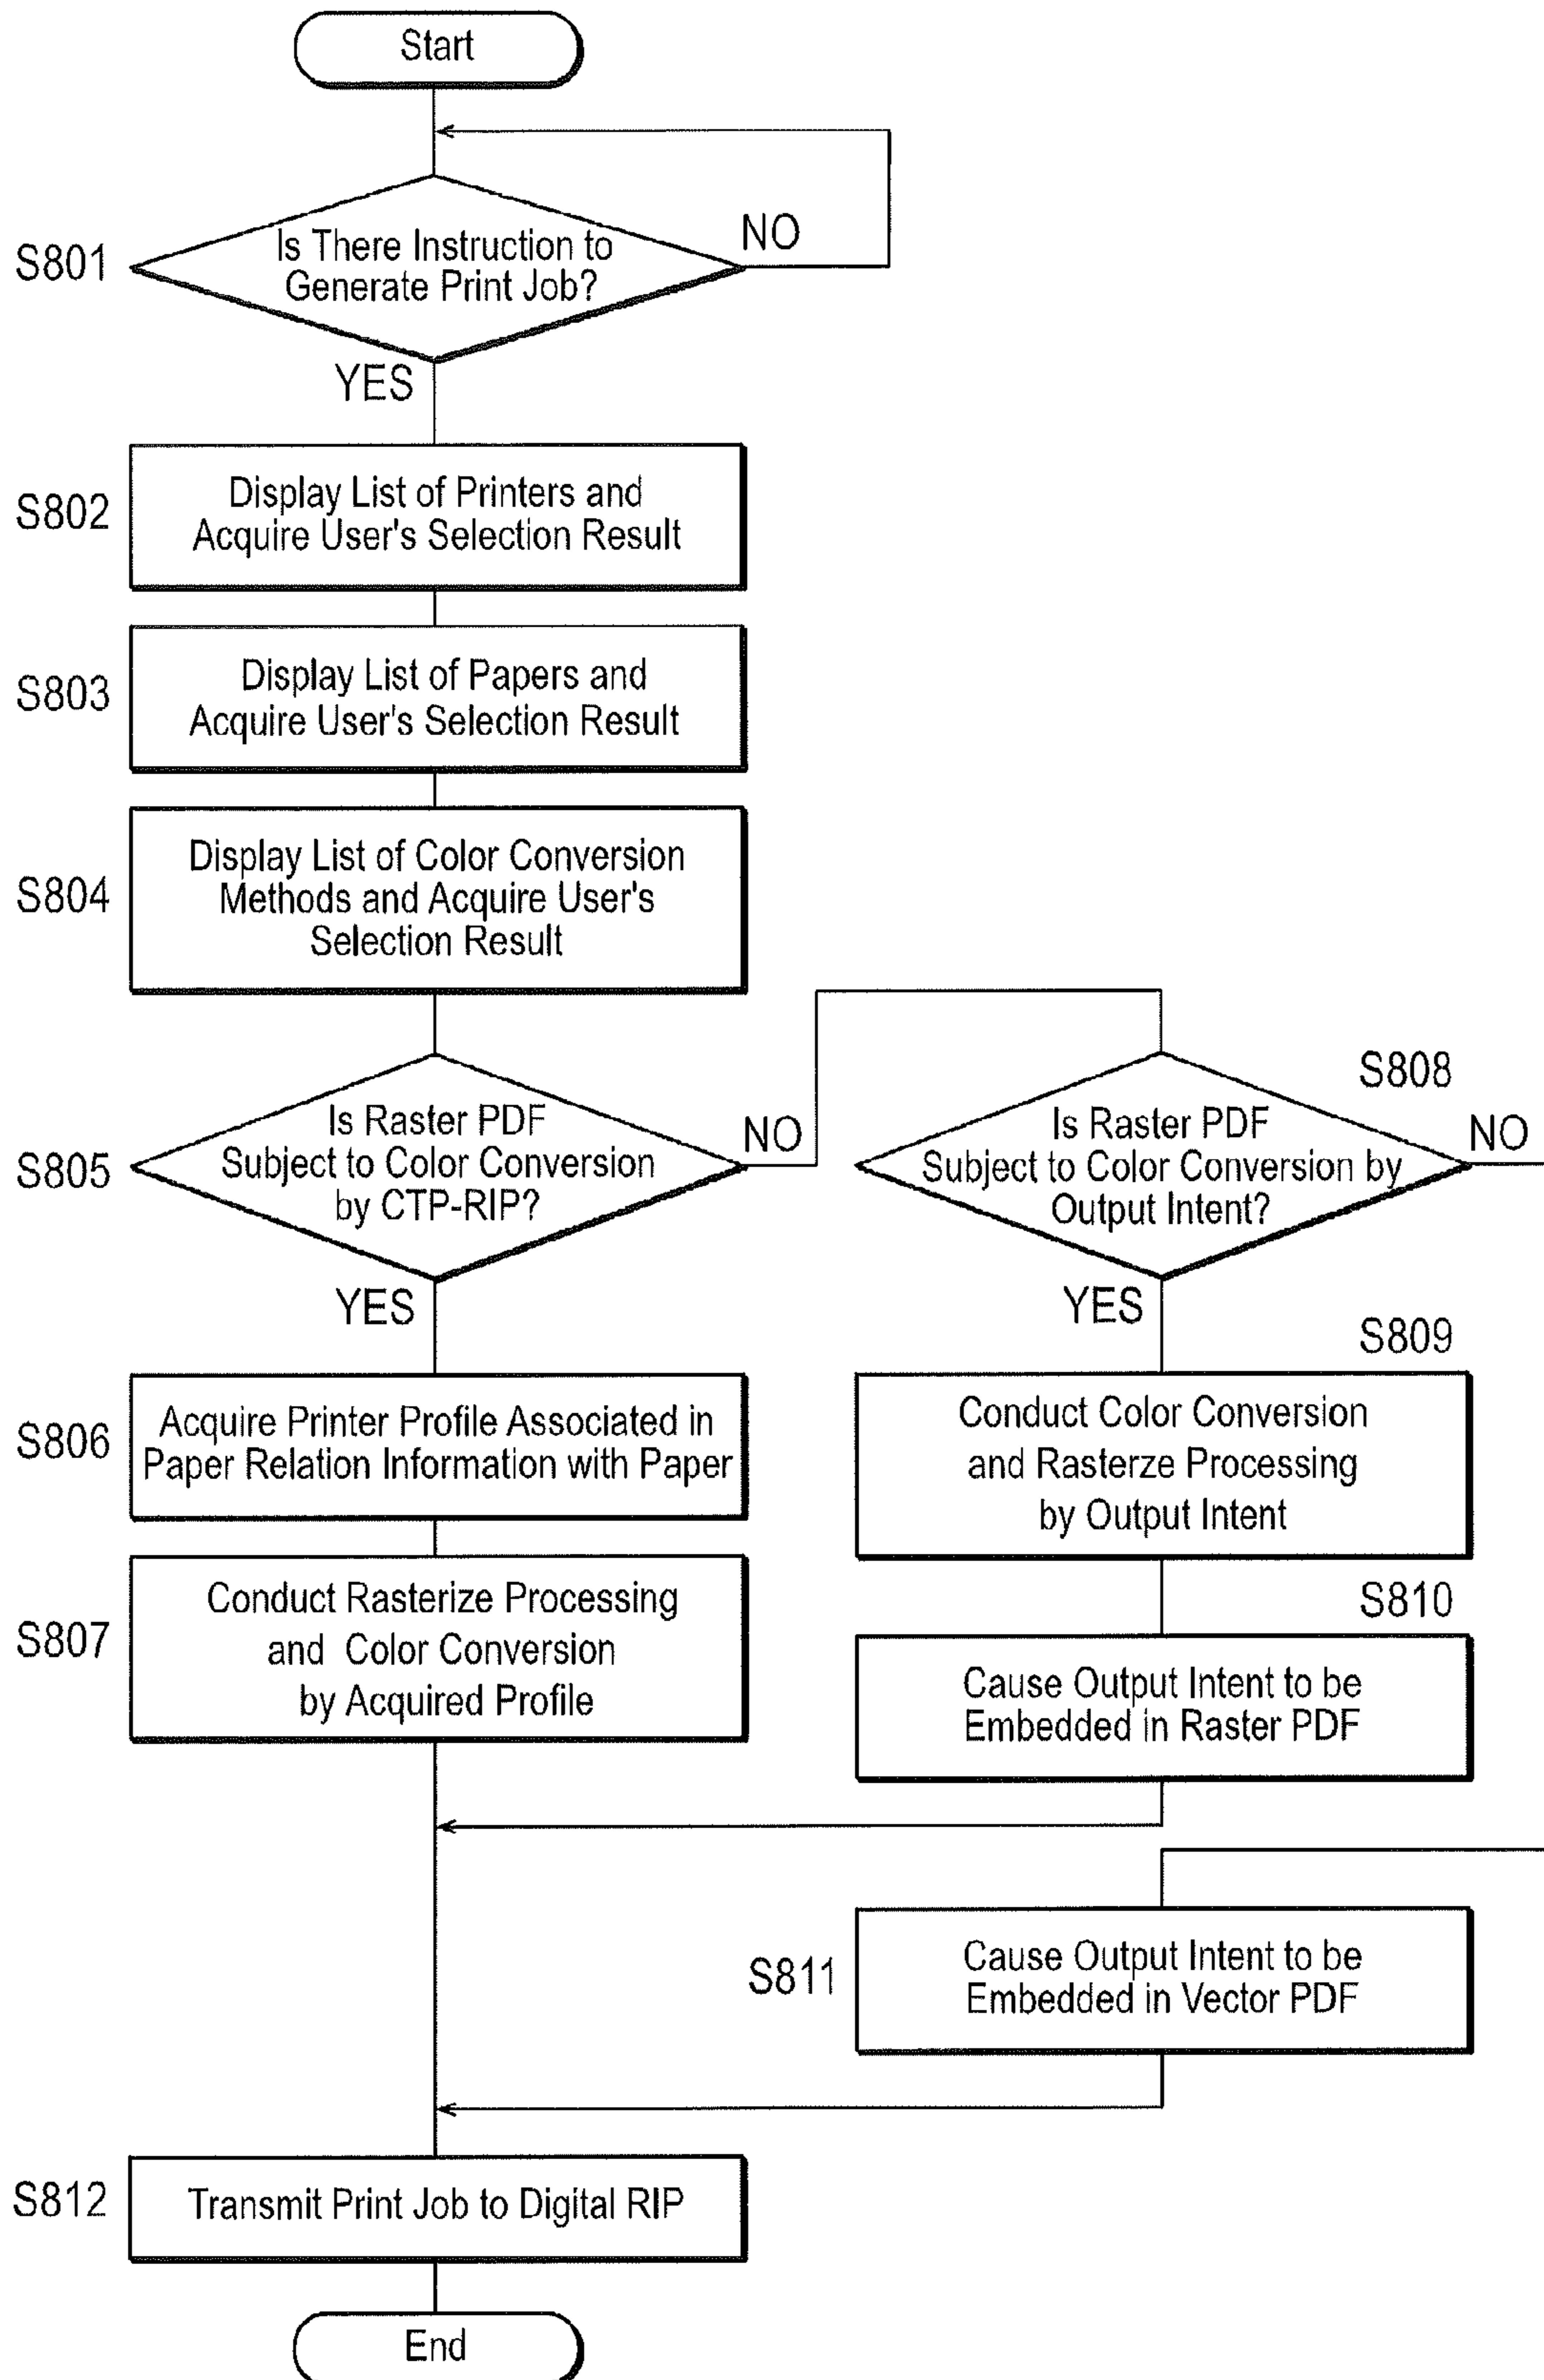 Start
S801
Is There Instruction to
Generate Print Job?
NO
YES
S802
Display List of Printers and
Acquire User's Selection Result
S803
Display List of Papers and
Acquire User's Selection Result
S804
Display List of Color Conversion
Methods and Acquire User's
Selection Result
S805
Is Raster PDF
Subject to Color Conversion
by CTP-RIP?
NO
YES
S808
Is Raster PDF
Subject to Color Conversion by
Output Intent?
NO
YES
S806
Acquire Printer Profile Associated in
Paper Relation Information with Paper
S807
Conduct Rasterize Processing
and Color Conversion
by Acquired Profile
S809
Conduct Color Conversion
and Rasterze Processing
by Output Intent
S810
Cause Output Intent to be
Embedded in Raster PDF
S811
Cause Output Intent to be
Embedded in Vector PDF
S812
Transmit Print Job to Digital RIP
End